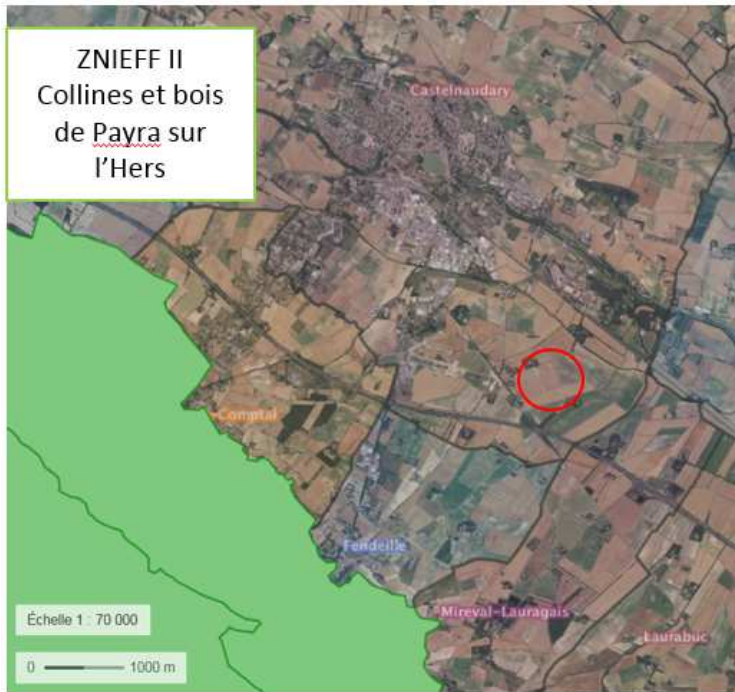 ZNIEFF II
Collines et bois
de Payra sur
l'Hers
Castelnaudary
Comptal
Fendeille
Mireval-Lauragais
Laurabuc
Échelle 1 : 70 000
0 1000 m